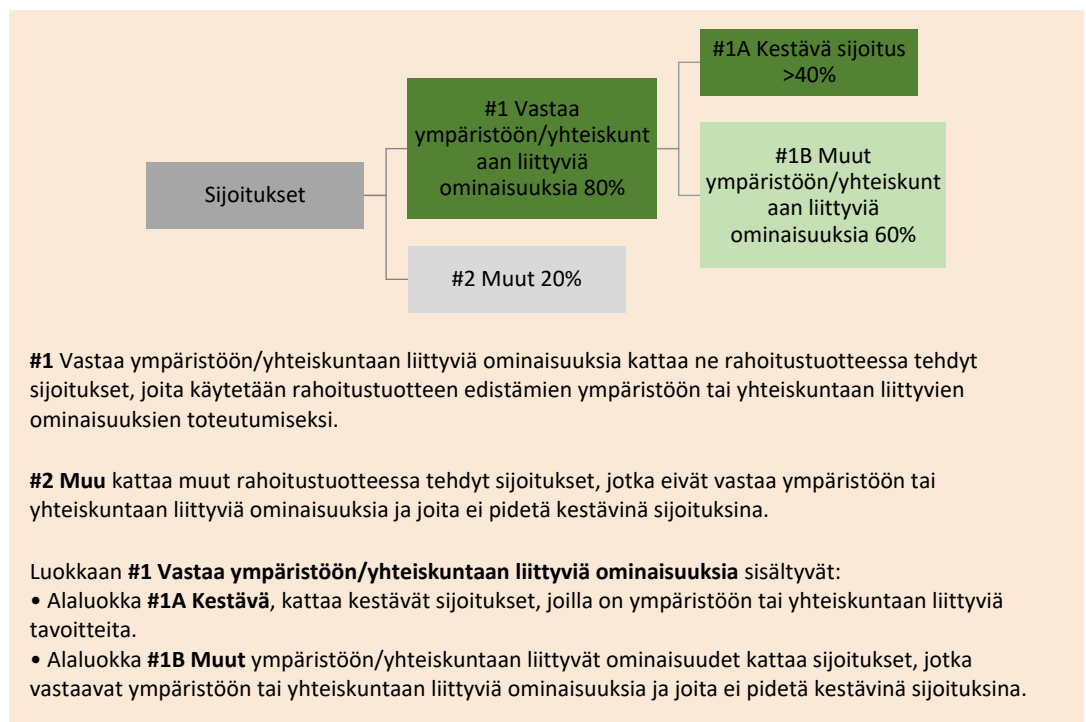 #1A Kestävä sijoitus
>40%
#1 Vastaa
ympäristöön/yhteiskunt
aan liittyviä
ominaisuuksia 80%
#1B Muut
ympäristöön/yhteiskunt
aan liittyviä
ominaisuuksia 60%
Sijoitukset
#2 Muut 20%
#1 Vastaa ympäristöön/yhteiskuntaan liittyviä ominaisuuksia kattaa ne rahoitustuotteessa tehdyt
sijoitukset, joita käytetään rahoitustuotteen edistämien ympäristöön tai yhteiskuntaan liittyvien
ominaisuuksien toteutumiseksi.
#2 Muu kattaa muut rahoitustuotteessa tehdyt sijoitukset, jotka eivät vastaa ympäristöön tai
yhteiskuntaan liittyviä ominaisuuksia ja joita ei pidetä kestävinä sijoituksina.
Luokkaan #1 Vastaa ympäristöön/yhteiskuntaan liittyviä ominaisuuksia sisältyvät:
• Alaluokka #1A Kestävä, kattaa kestävät sijoitukset, joilla on ympäristöön tai yhteiskuntaan liittyviä
tavoitteita.
• Alaluokka #1B Muut ympäristöön/yhteiskuntaan liittyvät ominaisuudet kattaa sijoitukset, jotka
vastaavat ympäristöön tai yhteiskuntaan liittyviä ominaisuuksia ja joita ei pidetä kestävinä sijoituksina.